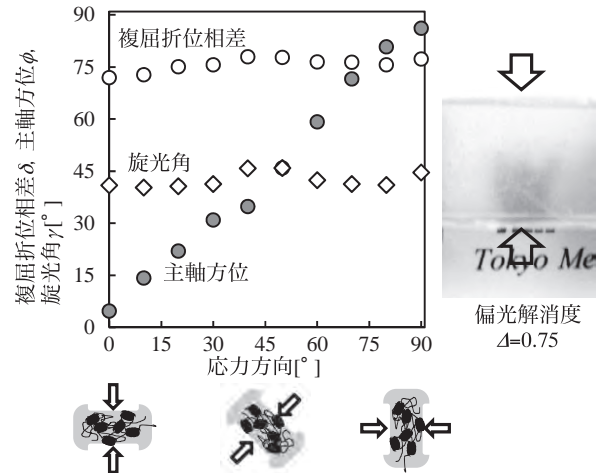 90
75
60
45
30
15
0
複屈折位相差δ, 主軸方位φ,
旋光角γ[°]
複屈折位相差
旋光角
主軸方位
0 15 30 45 60 75 90
応力方向[°]
Tokyo Me
偏光解消度
Δ=0.75